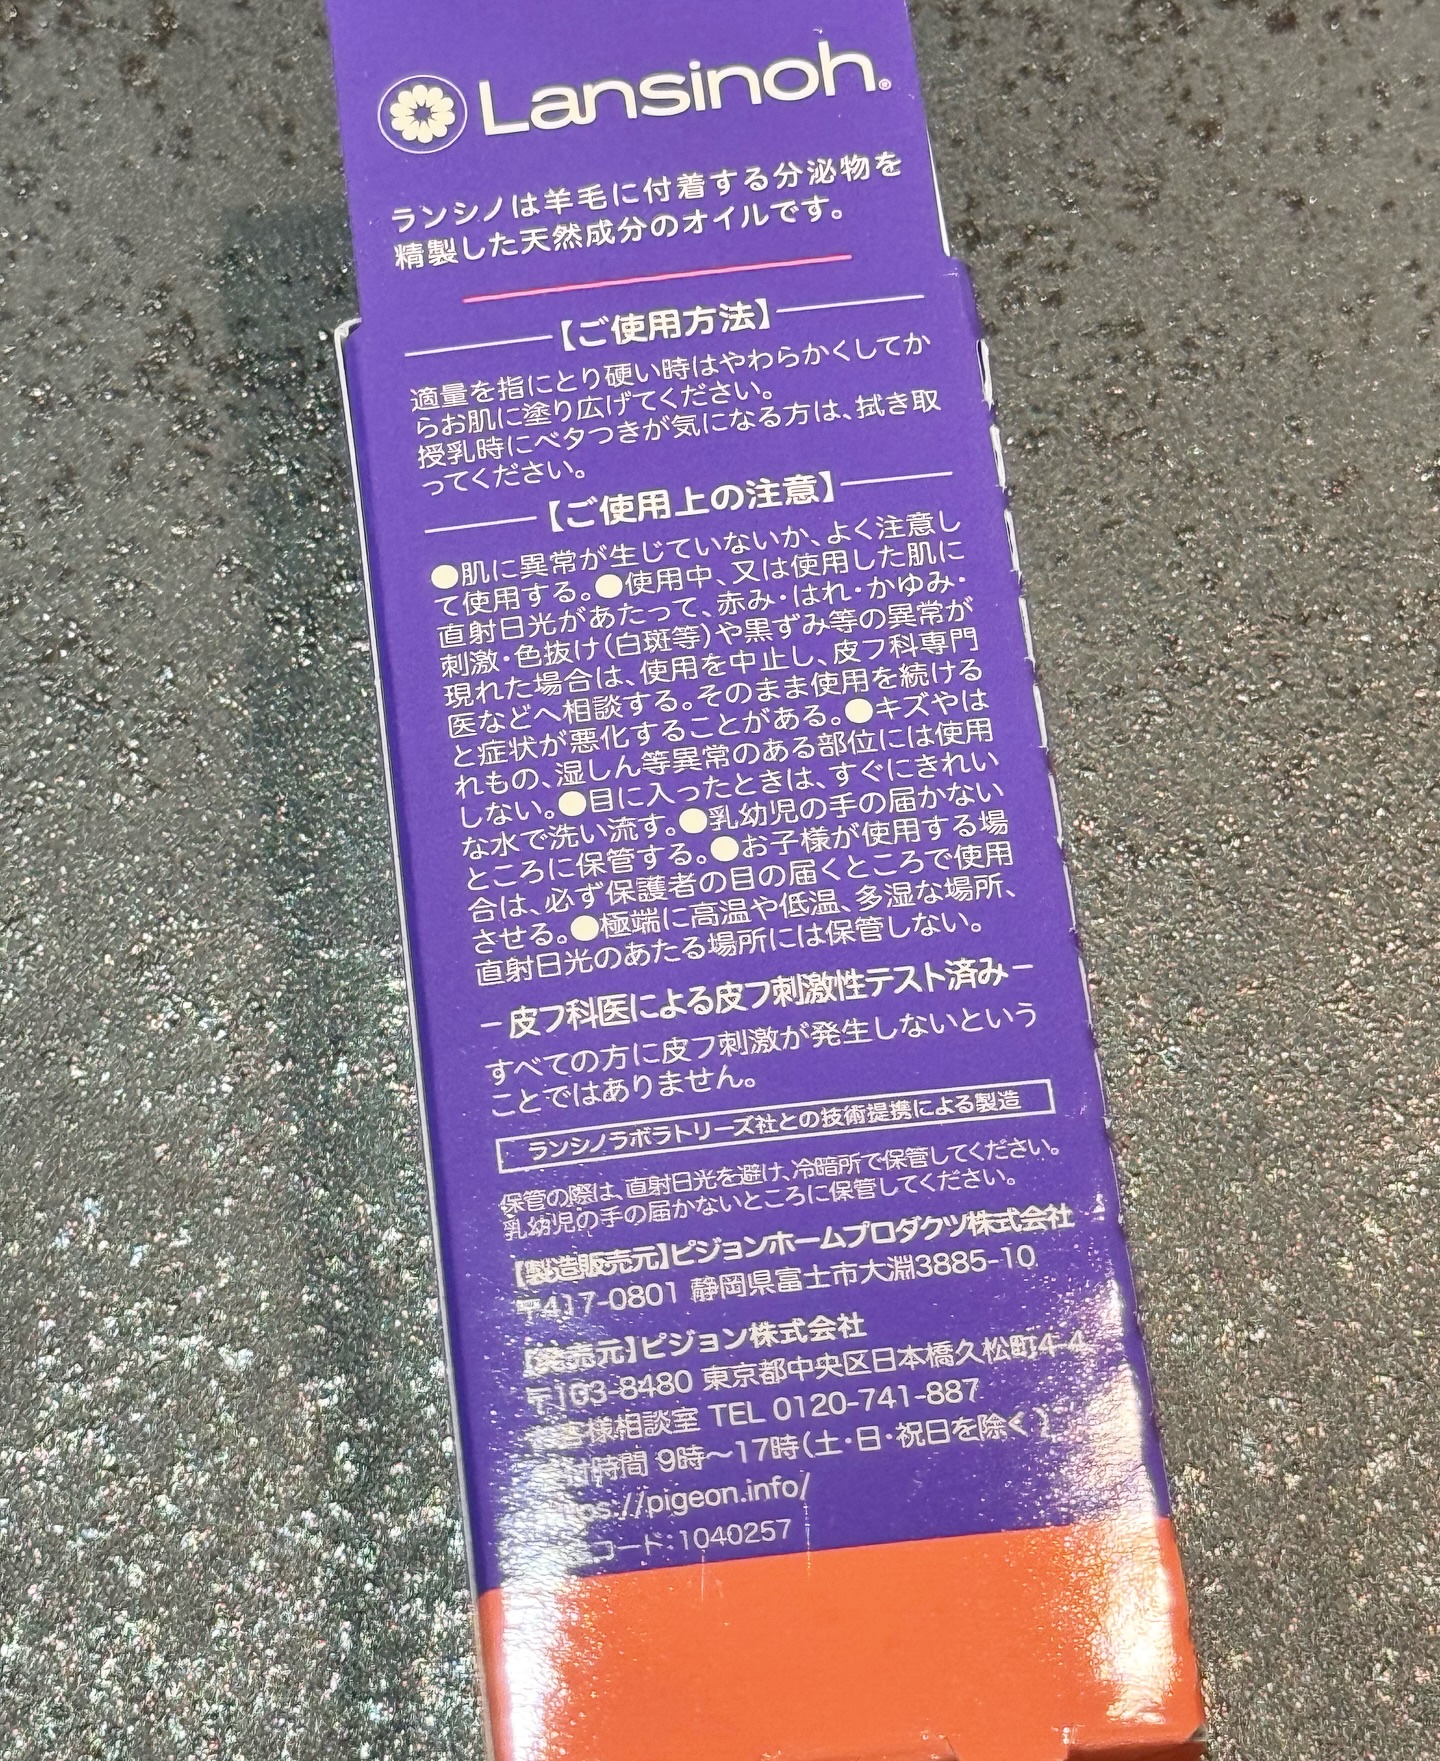 Lansinoh®
ランシノは羊毛に付着する分泌物を
精製した天然成分のオイルです。
【ご使用方法】
適量を指にとり硬い時はやわらかくしてか
らお肌に塗り広げてください。
授乳時にベタつきが気になる方は、拭き取
ってください。
【ご使用上の注意】
●肌に異常が生じていないか、よく注意し
て使用する。●使用中、又は使用した肌に
直射日光があたって、赤み・はれ・かゆみ・
刺激・色抜け(白斑等)や黒ずみ等の異常が
現れた場合は、使用を中止し、皮フ科専門
医などへ相談する。そのまま使用を続ける
と症状が悪化することがある。●キズやは
れもの、湿しん等異常のある部位には使用
しない。●目に入ったときは、すぐにきれい
な水で洗い流す。●乳幼児の手の届かない
ところに保管する。●お子様が使用する場
合は、必ず保護者の目の届くところで使用
させる。●極端に高温や低温、多湿な場所、
直射日光のあたる場所には保管しない。
－皮フ科医による皮フ刺激性テスト済み－
すべての方に皮フ刺激が発生しないという
ことではありません。
ランシノラボラトリーズ社との技術提携による製造
保管の際は、直射日光を避け、冷暗所で保管してください。
乳幼児の手の届かないところに保管してください。
【製造販売元】ピジョンホームプロダクツ株式会社
〒417-0801 静岡県富士市大淵3885-10
【発売元】ピジョン株式会社
〒103-8480 東京都中央区日本橋久松町4-4
客様相談室 TEL 0120-741-887
付時間 9時〜17時(土・日・祝日を除く)
://pigeon.info/
コード:1040257